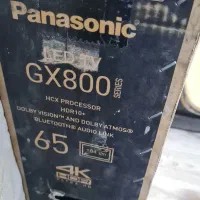 Panasonic
GX800 SERIES
HCX PROCESSOR
HDR10+
DOLBY VISION™ AND DOLBY ATMOS®
BLUETOOTH® AUDIO LINK
65
4K